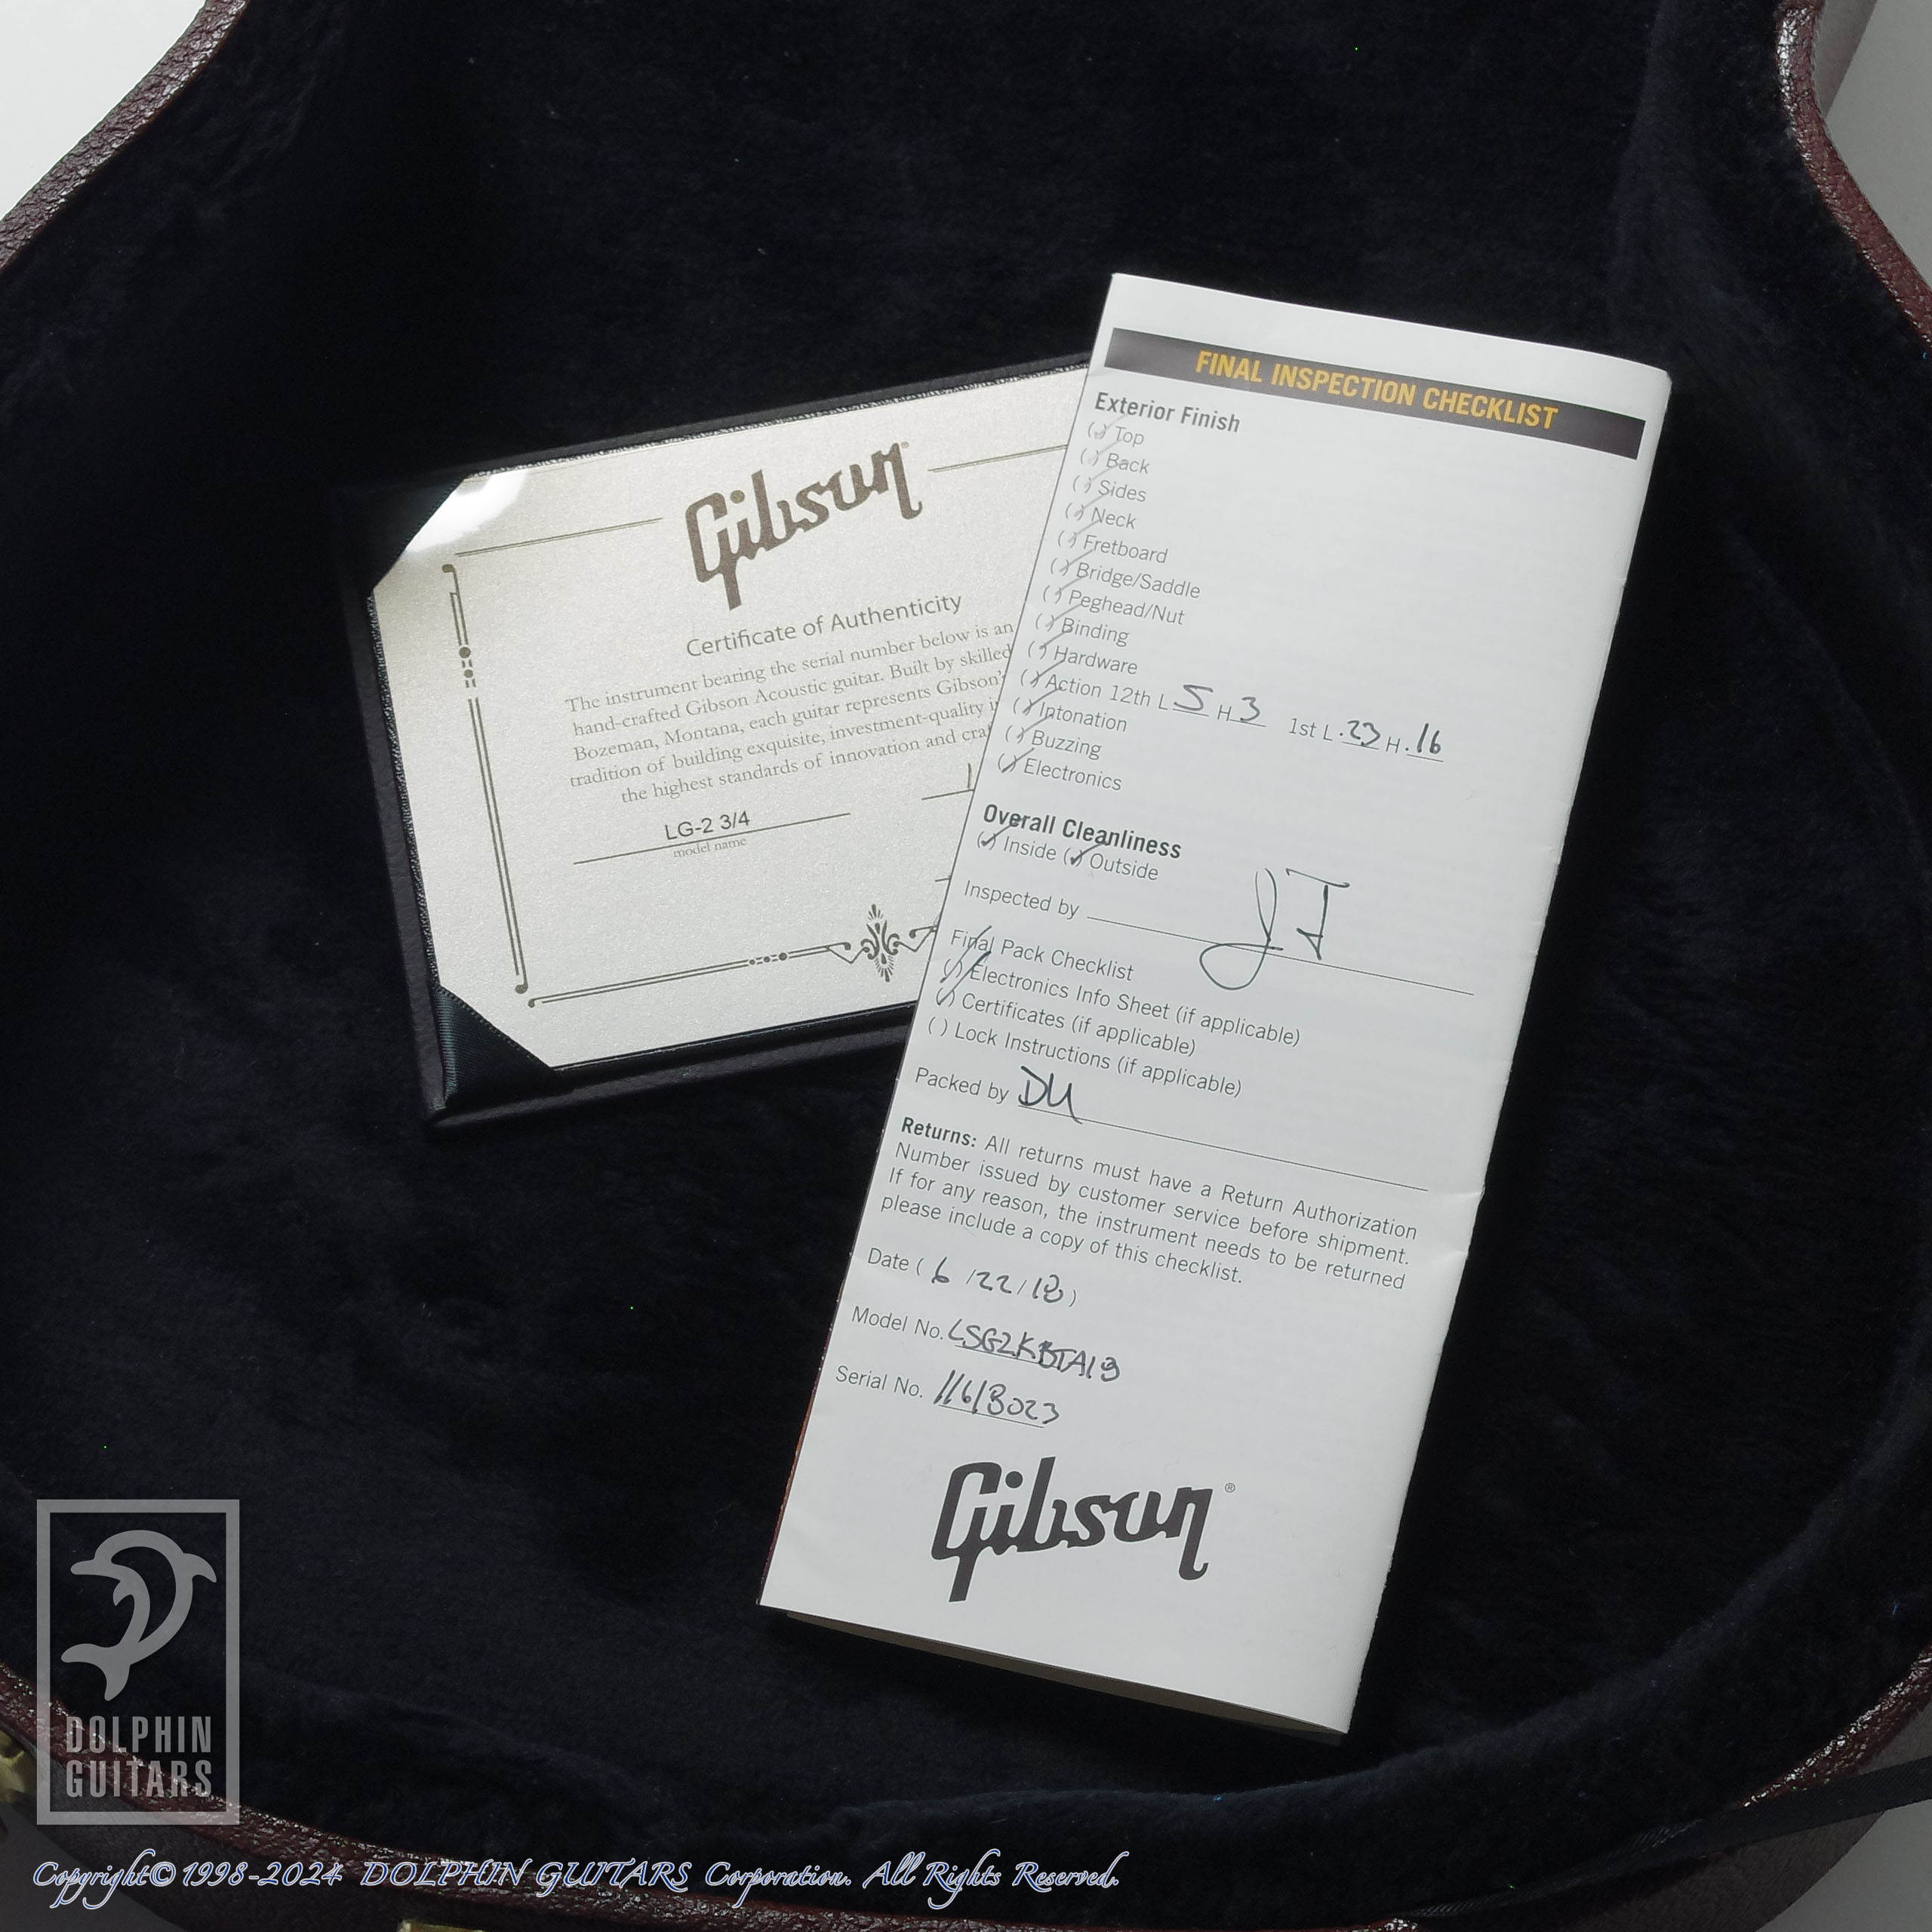 Gibson
Certificate of Authenticity
The instrument bearing the serial number below is an
hand-crafted Gibson Acoustic guitar. Built by skilled
Bozeman, Montana, each guitar represents Gibson's
tradition of building exquisite, investment-quality
the highest standards of innovation and
LG-2 3/4
model name
FINAL INSPECTION CHECKLIST
Exterior Finish
(✓) Top
(✓) Back
(✓) Sides
(✓) Neck
(✓) Fretboard
(✓) Bridge/Saddle
(✓) Peghead/Nut
(✓) Binding
(✓) Hardware
(✓) Action 12th L 5 H 3 1st L .23 H .16
(✓) Intonation
(✓) Buzzing
(✓) Electronics
Overall Cleanliness
(✓) Inside (✓) Outside
Inspected by
Final Pack Checklist
(✓) Electronics Info Sheet (if applicable)
(✓) Certificates (if applicable)
( ) Lock Instructions (if applicable)
Packed by DU
Returns: All returns must have a Return Authorization
Number issued by customer service before shipment.
If for any reason, the instrument needs to be returned
please include a copy of this checklist.
Date ( 6 /22/18 )
Model No.
Serial No. 11618023
Gibson®
DOLPHIN
GUITARS
Copyright© 1998-2024 DOLPHIN GUITARS Corporation. All Rights Reserved.